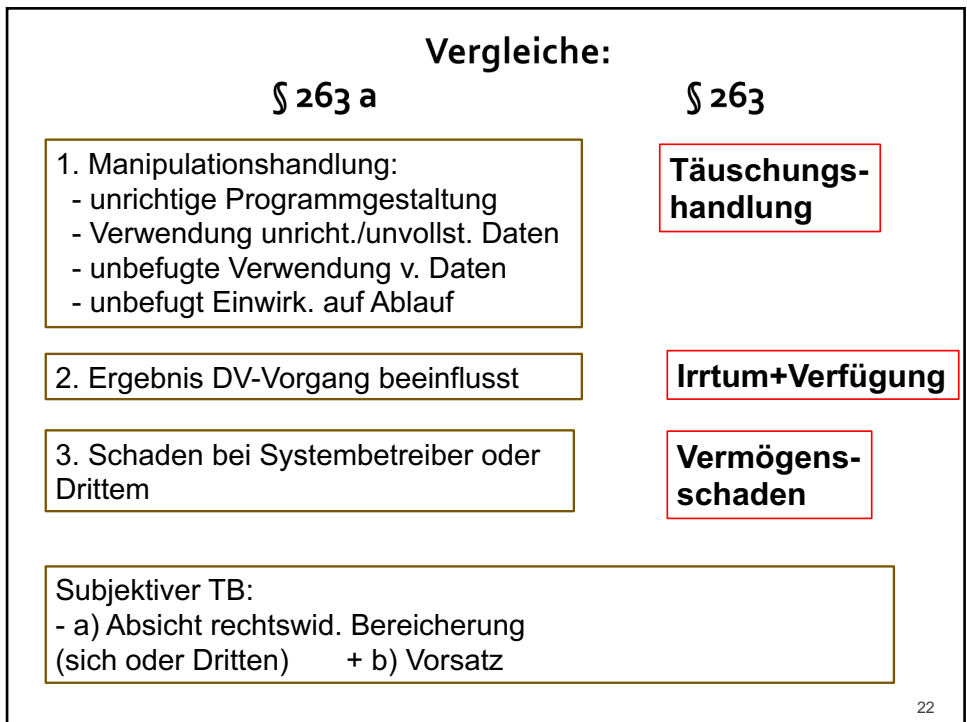 Vergleiche:
§ 263 a § 263
1. Manipulationshandlung:
- unrichtige Programmgestaltung
- Verwendung unricht./unvollst. Daten
- unbefugte Verwendung v. Daten
- unbefugt Einwirk. auf Ablauf
Täuschungs-
handlung
2. Ergebnis DV-Vorgang beeinflusst
Irrtum+Verfügung
3. Schaden bei Systembetreiber oder
Drittem
Vermögens-
schaden
Subjektiver TB:
- a) Absicht rechtswid. Bereicherung
(sich oder Dritten) + b) Vorsatz
22